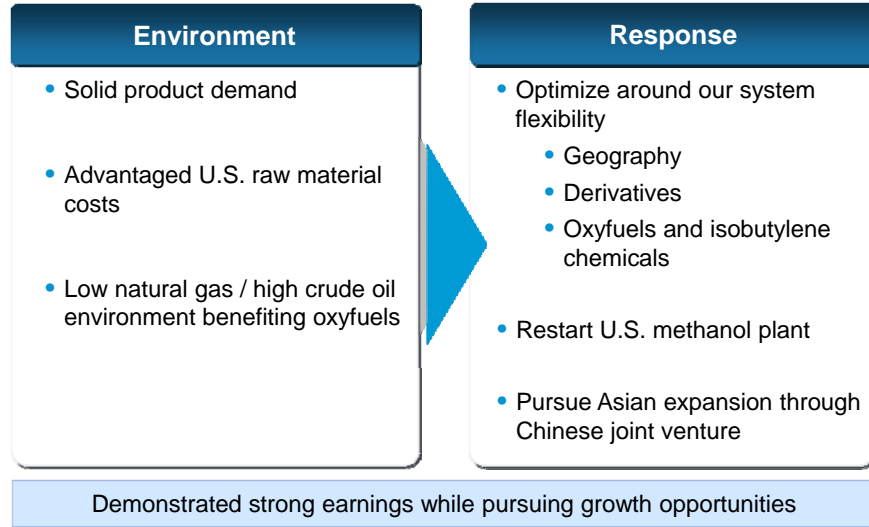 Environment
• Solid product demand
• Advantaged U.S. raw material
costs
• Low natural gas / high crude oil
environment benefiting oxyfuels
Response
• Optimize around our system
flexibility
• Geography
• Derivatives
• Oxyfuels and isobutylene
chemicals
• Restart U.S. methanol plant
• Pursue Asian expansion through
Chinese joint venture
Demonstrated strong earnings while pursuing growth opportunities